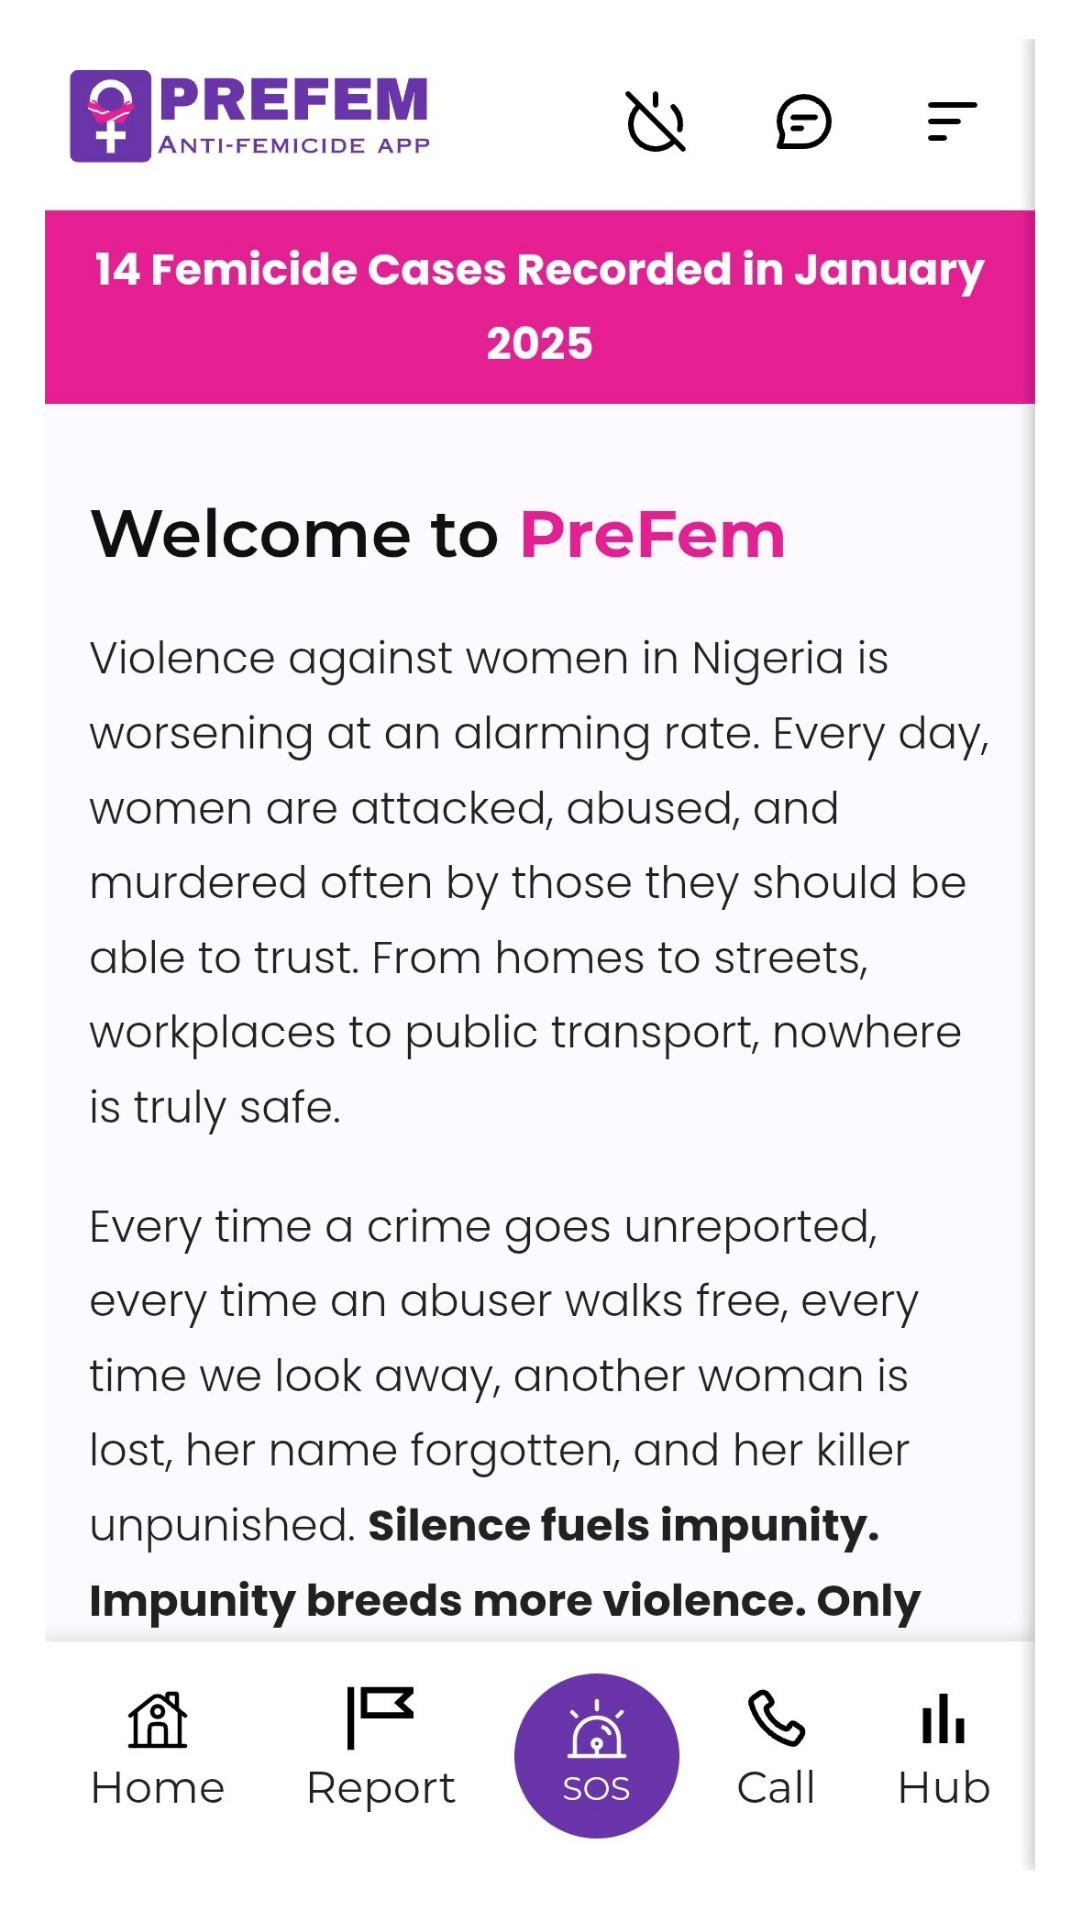 PREFEM
ANTI-FEMICIDE APP
14 Femicide Cases Recorded in January
2025
Welcome to PreFem
Violence against women in Nigeria is
worsening at an alarming rate. Every day,
women are attacked, abused, and
murdered often by those they should be
able to trust. From homes to streets,
workplaces to public transport, nowhere
is truly safe.
Every time a crime goes unreported,
every time an abuser walks free, every
time we look away, another woman is
lost, her name forgotten, and her killer
unpunished. Silence fuels impunity.
Impunity breeds more violence. Only
Home Report SOS Call Hub